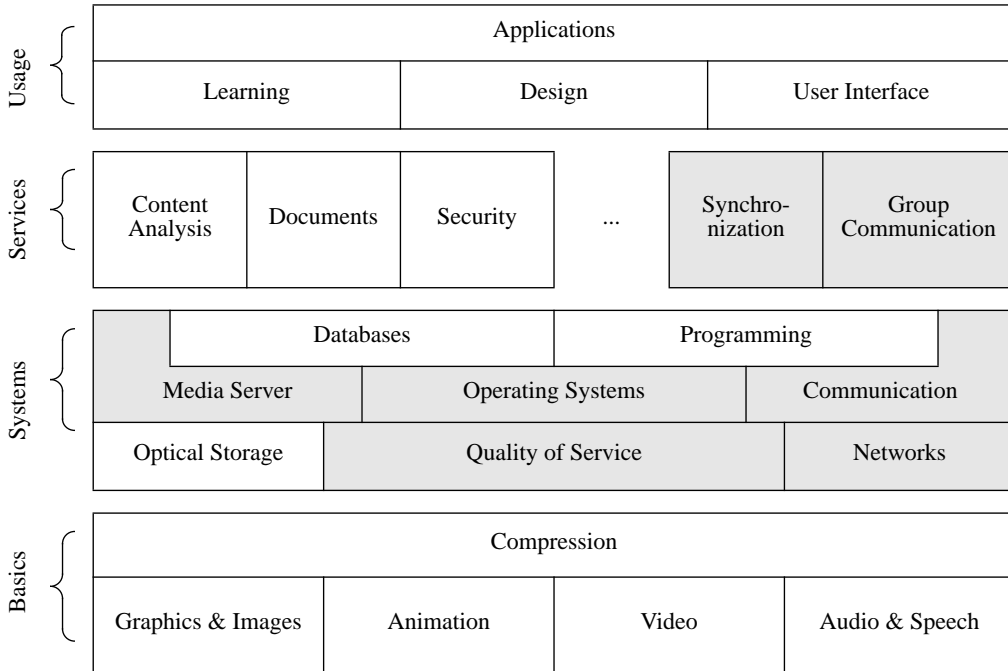 Usage
Applications
Learning
Design
User Interface
Services
Content
Analysis
Documents
Security
...
Synchro-
nization
Group
Communication
Systems
Databases
Programming
Media Server
Operating Systems
Communication
Optical Storage
Quality of Service
Networks
Basics
Compression
Graphics & Images
Animation
Video
Audio & Speech